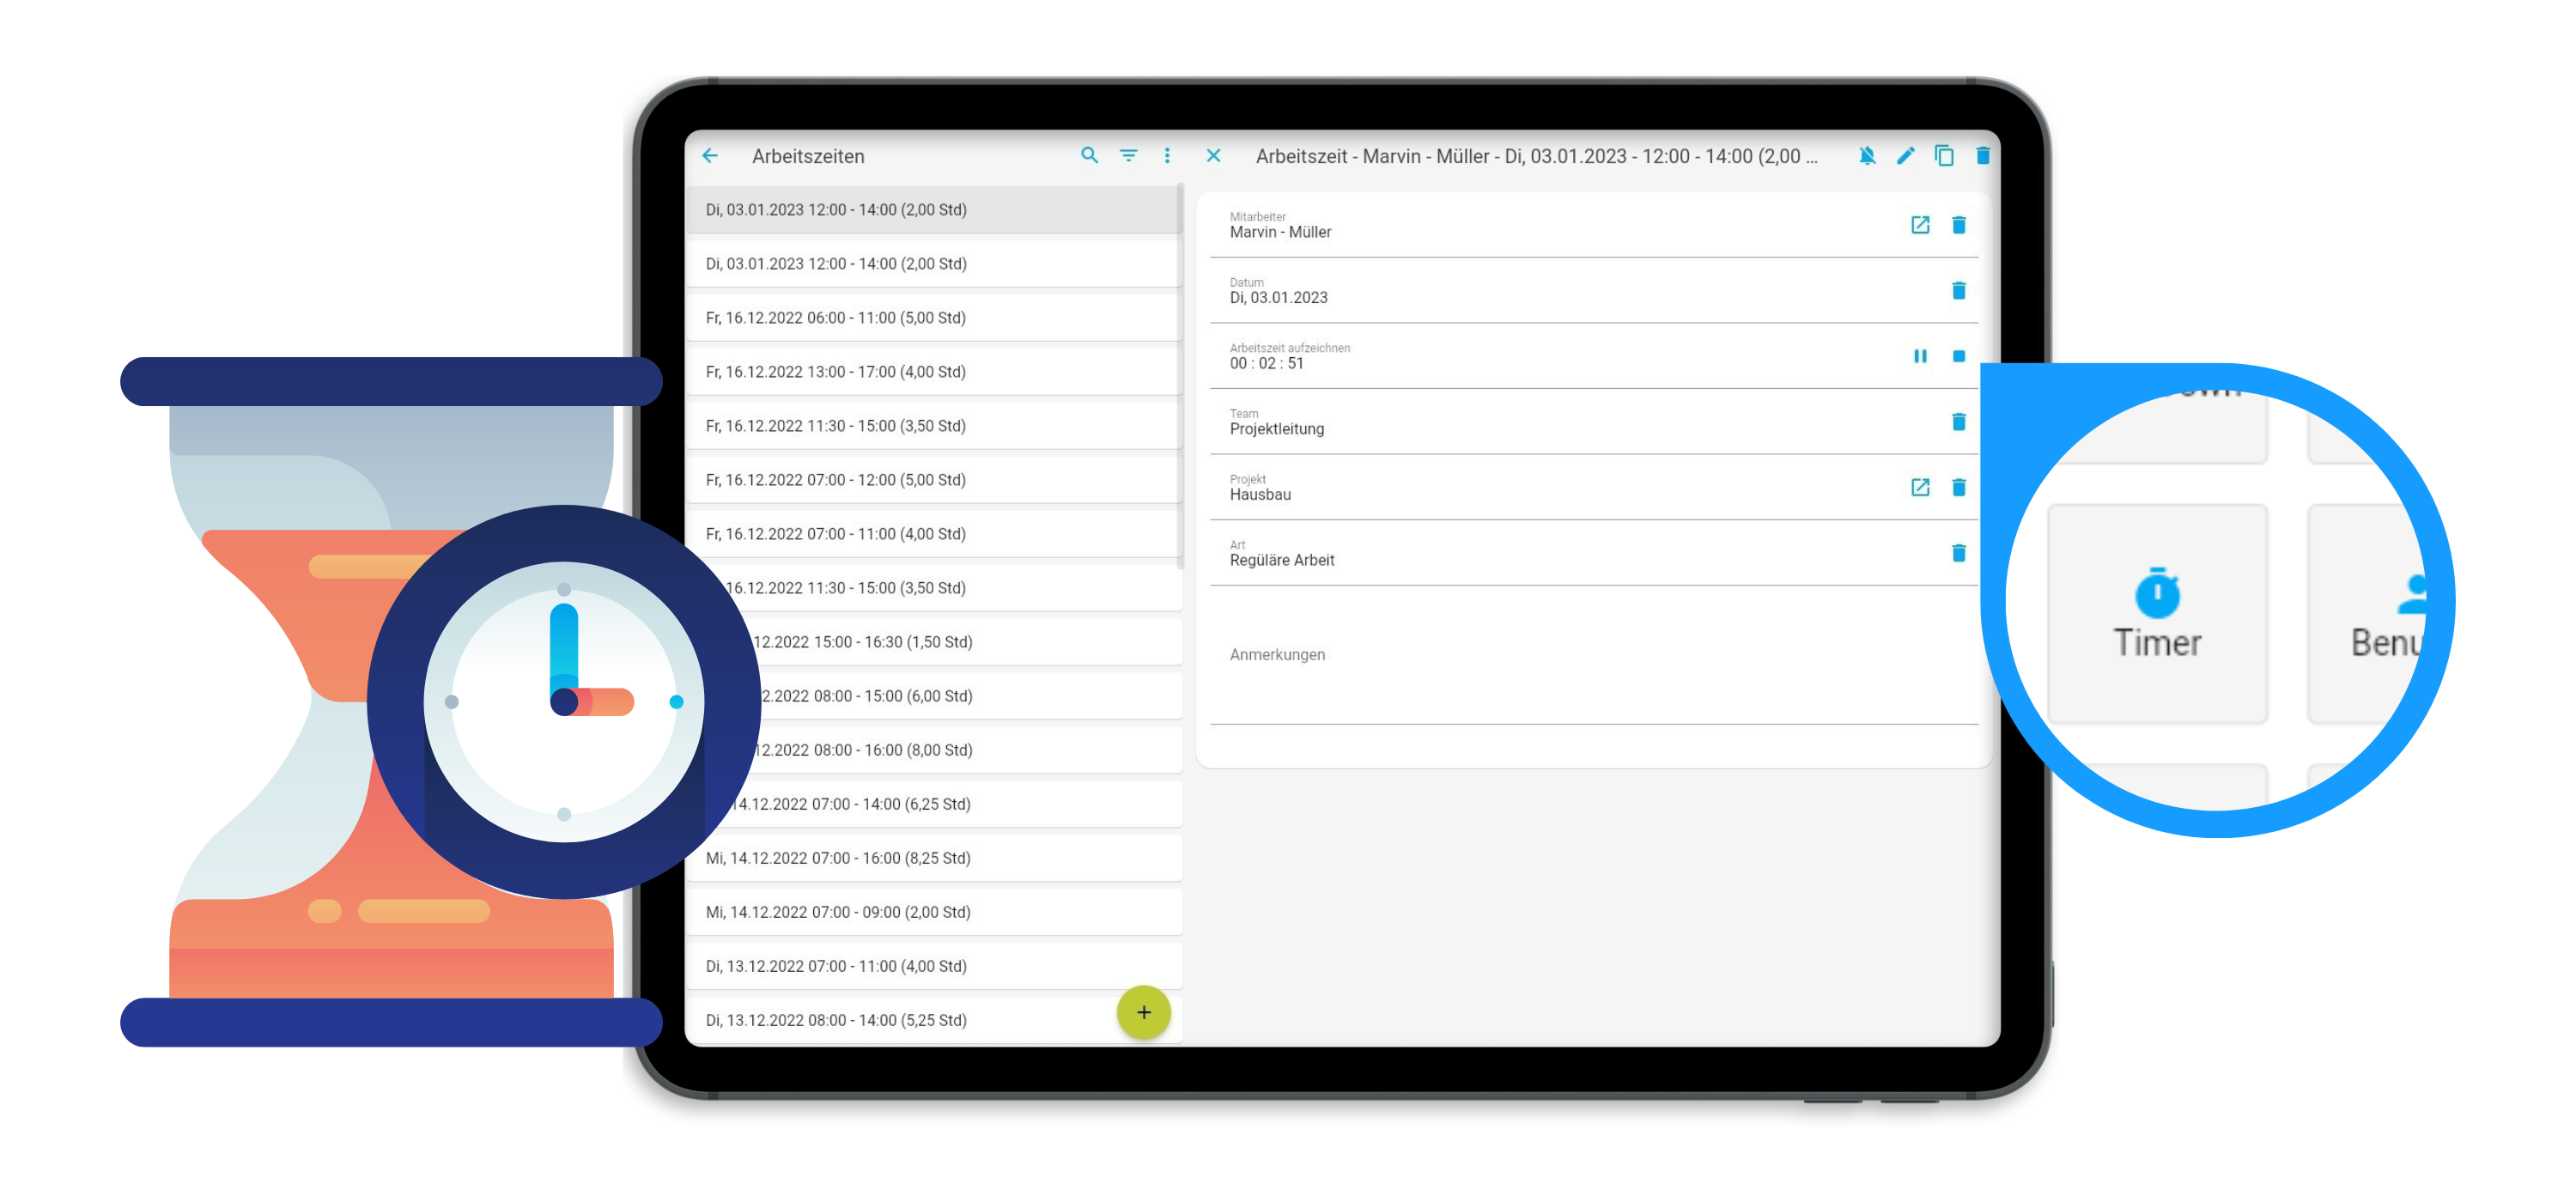 Arbeitszeiten
Di, 03.01.2023 12:00 - 14:00 (2,00 Std)
Di, 03.01.2023 12:00 - 14:00 (2,00 Std)
Fr, 16.12.2022 06:00 - 11:00 (5,00 Std)
Fr, 16.12.2022 13:00 - 17:00 (4,00 Std)
Fr, 16.12.2022 11:30 - 15:00 (3,50 Std)
Fr, 16.12.2022 07:00 - 12:00 (5,00 Std)
Fr, 16.12.2022 07:00 - 11:00 (4,00 Std)
16.12.2022 11:30 - 15:00 (3,50 Std)
12.2022 15:00 - 16:30 (1,50 Std)
2.2022 08:00 - 15:00 (6,00 Std)
12.2022 08:00 - 16:00 (8,00 Std)
14.12.2022 07:00 - 14:00 (6,25 Std)
Mi, 14.12.2022 07:00 - 16:00 (8,25 Std)
Mi, 14.12.2022 07:00 - 09:00 (2,00 Std)
Di, 13.12.2022 07:00 - 11:00 (4,00 Std)
Di, 13.12.2022 08:00 - 14:00 (5,25 Std)
Arbeitszeit - Marvin - Müller - Di, 03.01.2023 - 12:00 - 14:00 (2,00 ...
Mitarbeiter
Marvin - Müller
Datum
Di, 03.01.2023
Arbeitszeit aufzeichnen
00 : 02 : 51
Team
Projektleitung
Projekt
Hausbau
Art
Reguläre Arbeit
Anmerkungen
Timer
Benu